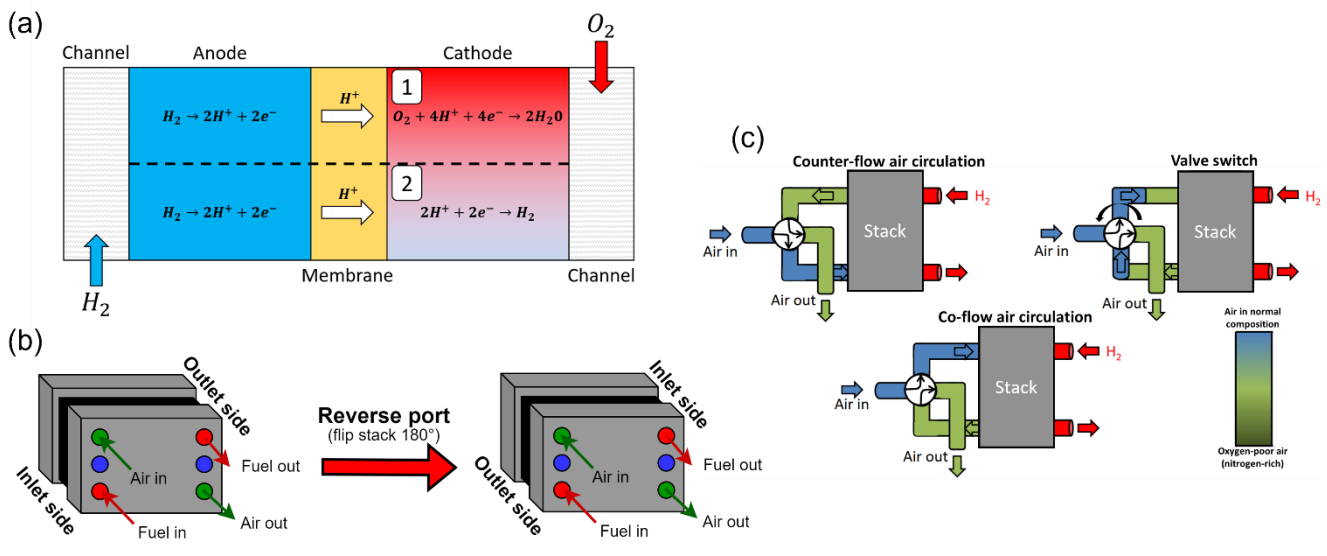 (a)
O₂
Channel
Anode
Cathode
1
H₂ → 2H⁺ + 2e⁻
H⁺
O₂ + 4H⁺ + 4e⁻ → 2H₂0
2
H₂ → 2H⁺ + 2e⁻
H⁺
2H⁺ + 2e⁻ → H₂
Membrane
Channel
H₂
(b)
Outlet side
Air in
Fuel out
Fuel in
Air out
Inlet side
Reverse port
(flip stack 180°)
Inlet side
Air in
Fuel out
Fuel in
Air out
Outlet side
(c)
Counter-flow air circulation
H₂
Air in
Stack
Air out
Valve switch
H₂
Air in
Stack
Air out
Co-flow air circulation
H₂
Air in
Stack
Air out
Air in normal
composition
Oxygen-poor air
(nitrogen-rich)